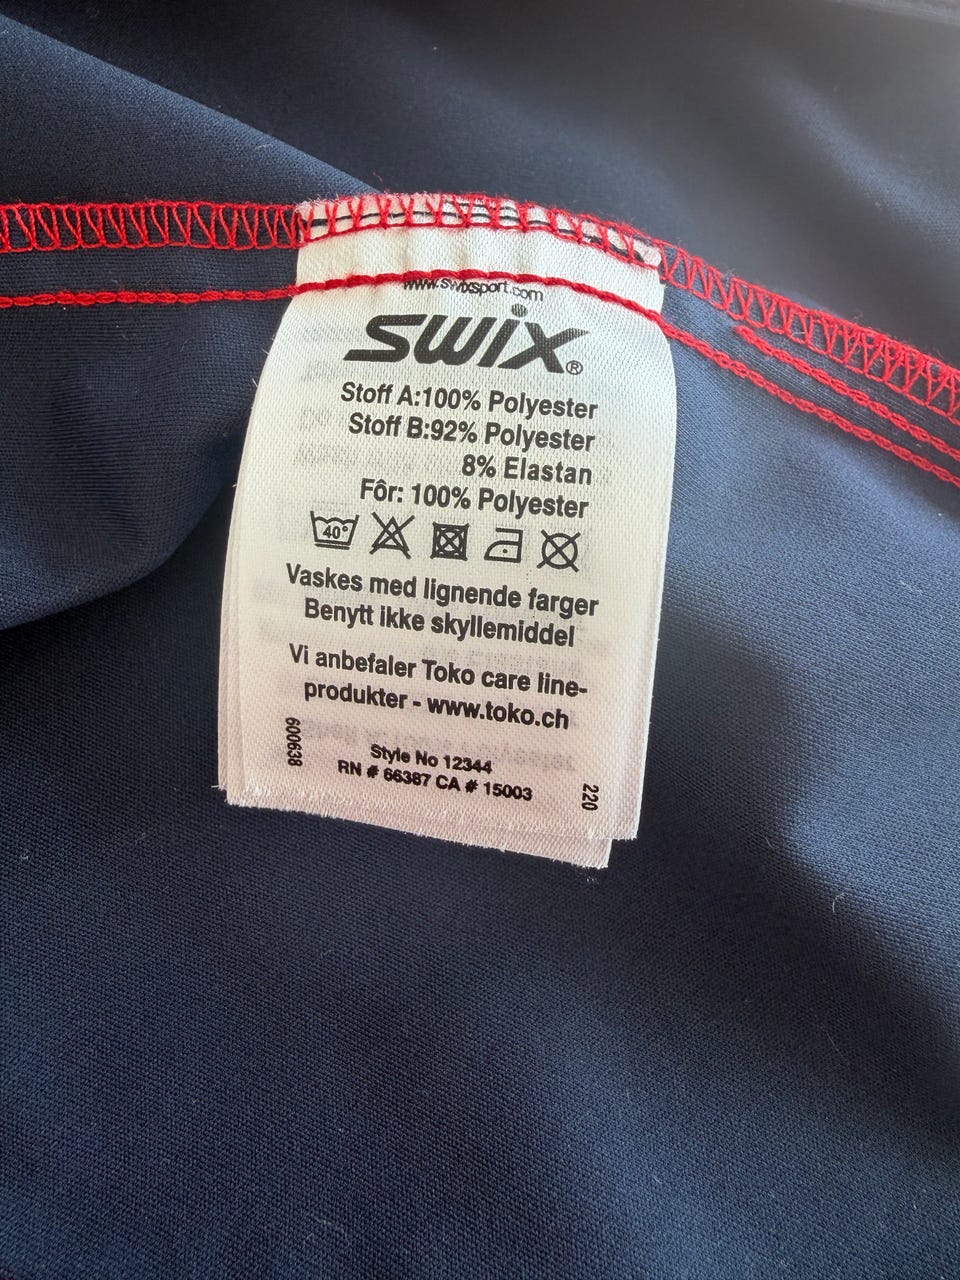 www.swixsport.com
swix®
Stoff A:100% Polyester
Stoff B:92% Polyester
8% Elastan
Fôr: 100% Polyester
40°
Vaskes med lignende farger
Benytt ikke skyllemiddel
Vi anbefaler Toko care line-
produkter - www.toko.ch
600638
Style No 12344
RN # 66387 CA # 15003
220